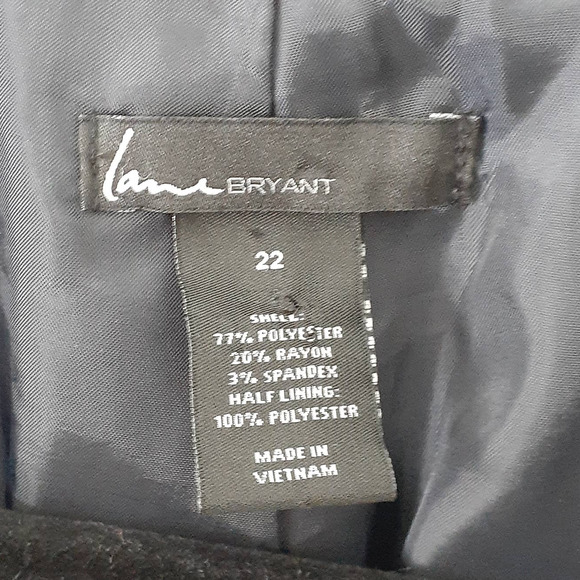 lane BRYANT
22
SHELL:
77% POLYESTER
20% RAYON
3% SPANDEX
HALF LINING:
100% POLYESTER
MADE IN
VIETNAM